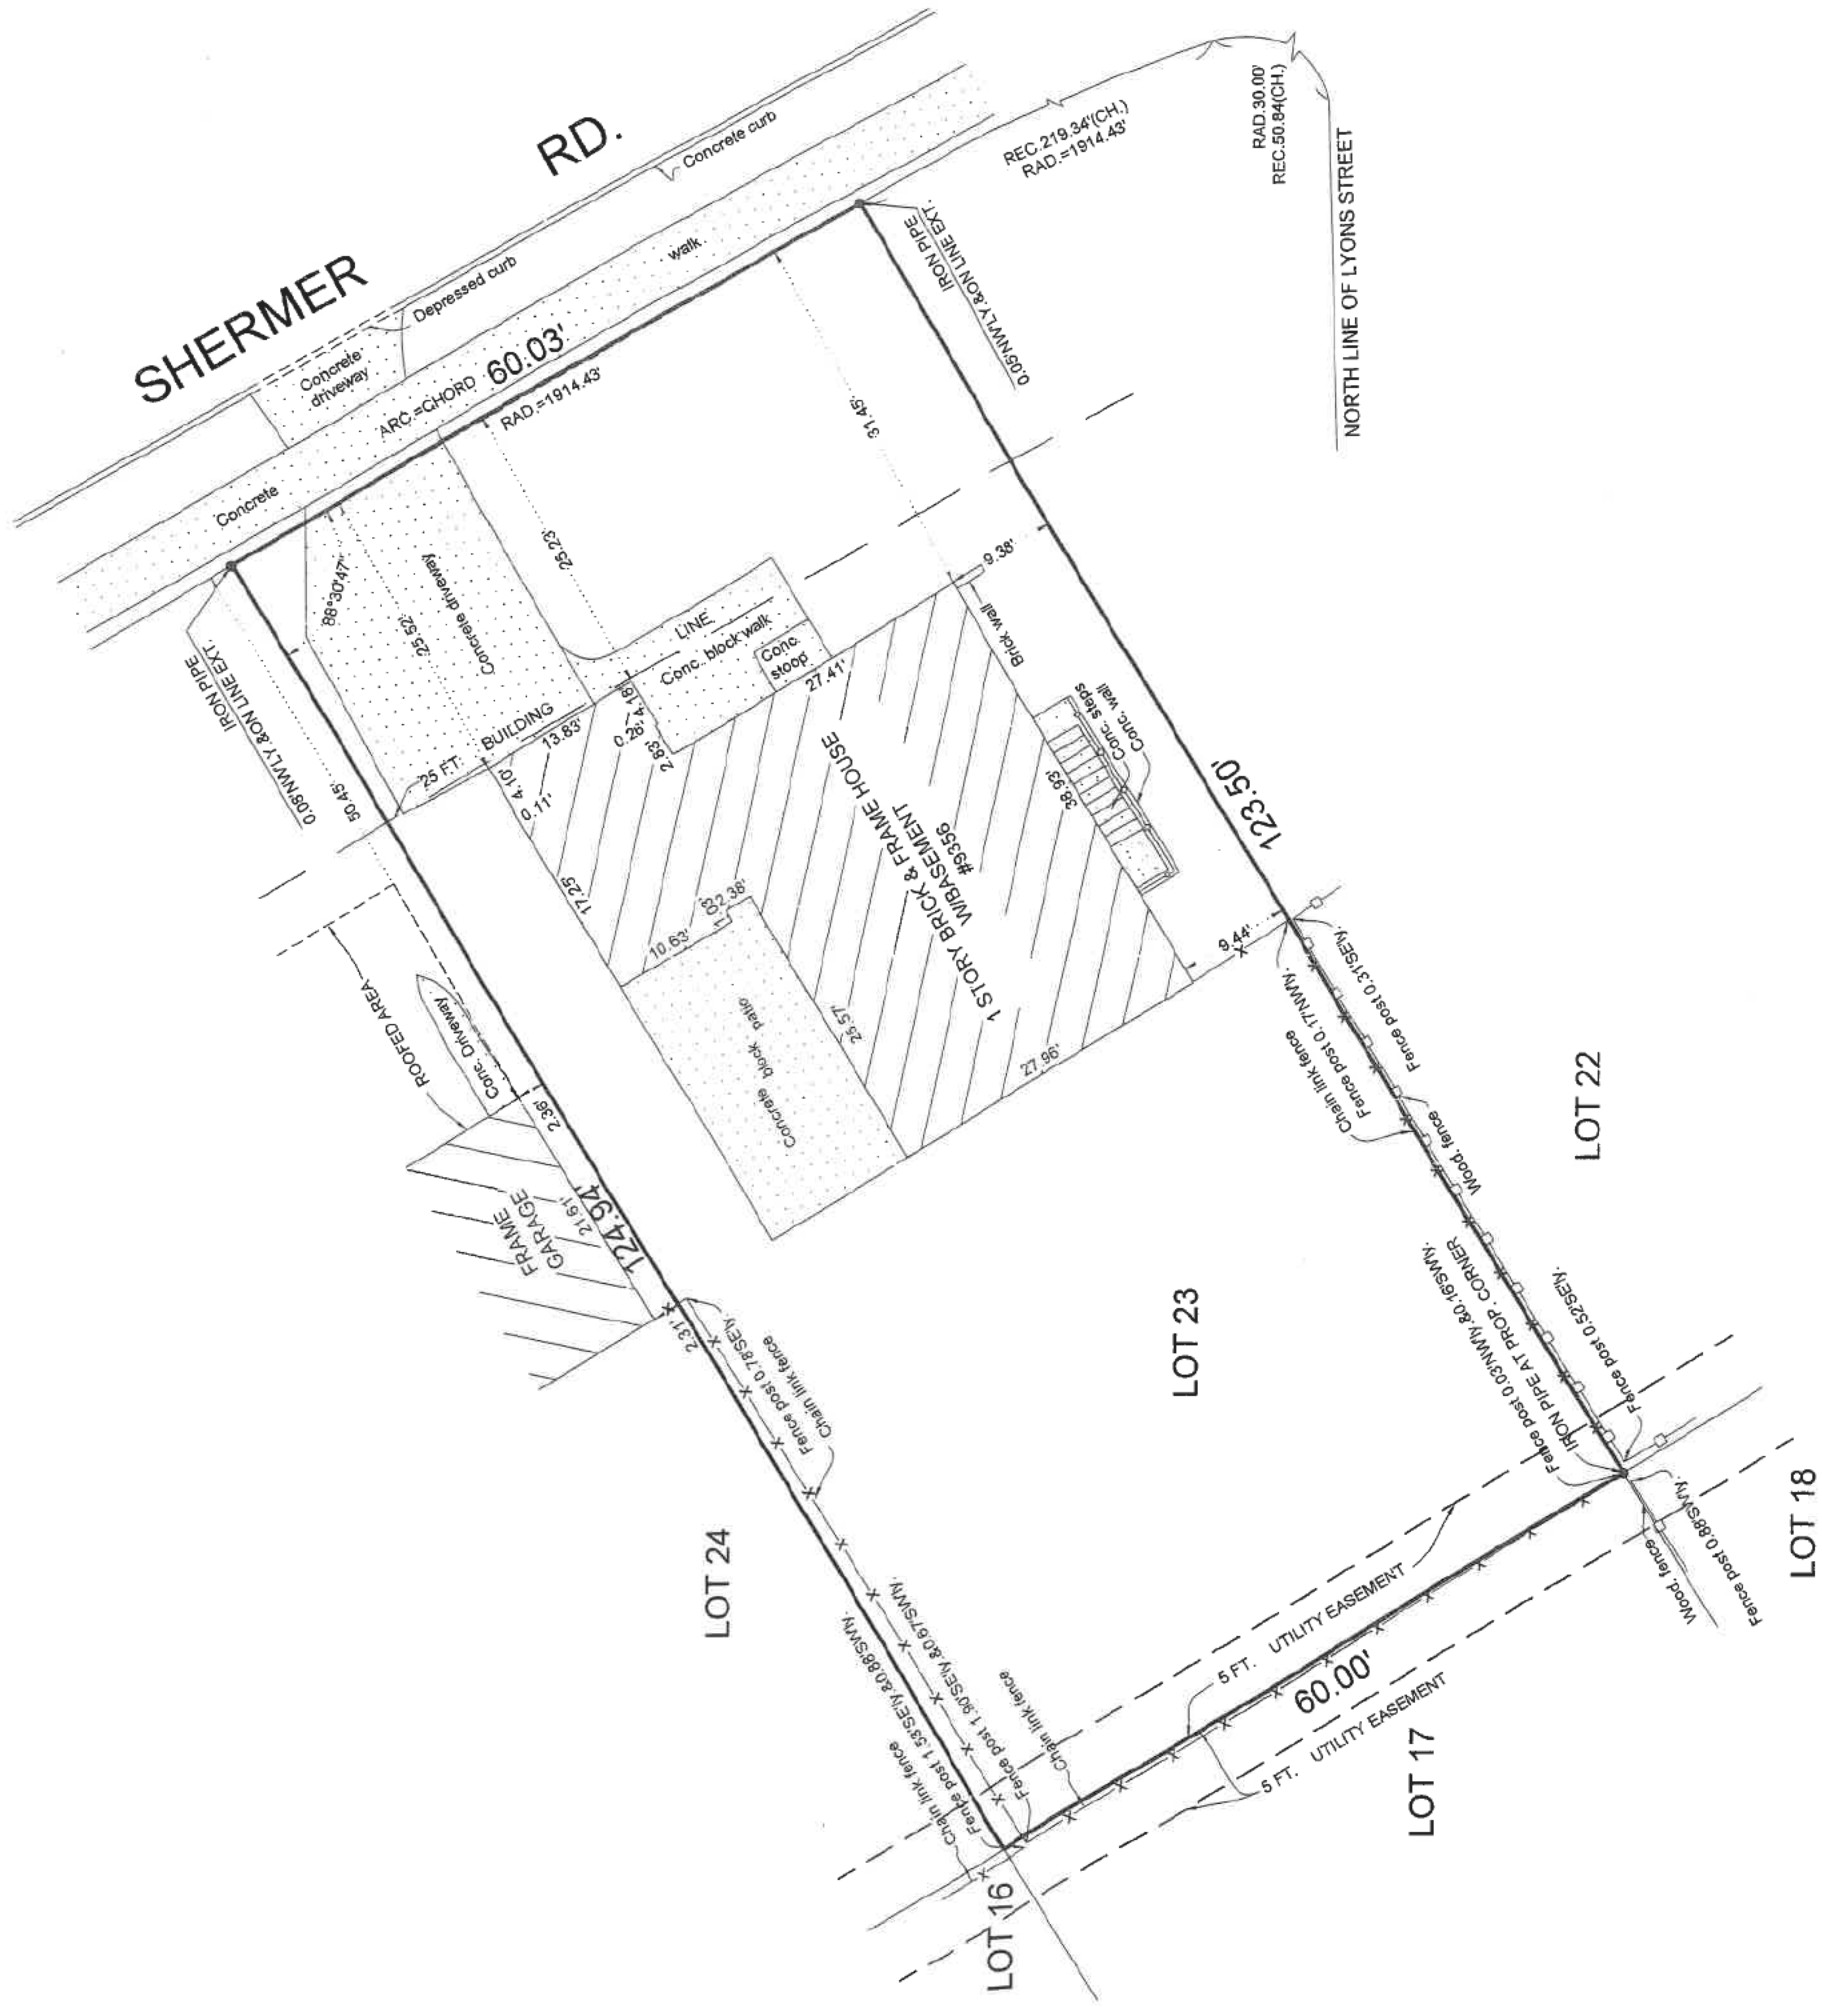 SHERMER
RD.
Concrete curb
Depressed curb
Concrete
driveway
walk
Concrete
ARC.=CHORD 60.03'
RAD.=1914.43'
REC.219.34'(CH.)
RAD.=1914.43'
RAD.30.00'
REC.50.84(CH.)
NORTH LINE OF LYONS STREET
IRON PIPE
0.05'NW'LY.&ON LINE EXT.
IRON PIPE
0.08'NW'LY.&ON LINE EXT.
88°30'47"
50.45'
25.52'
Concrete driveway
25.23'
31.45'
9.38'
25 FT.
BUILDING
LINE
Conc. block walk
Conc.
stoop
13.83'
4.10'
0.11'
0.26'
4.18'
2.83'
27.41'
Brick wall
Conc. steps
Conc. wall
38.93'
17.25'
10.63'
1.03'
2.38'
1 STORY BRICK & FRAME HOUSE
W/BASEMENT
#9356
Concrete block patio
25.57'
27.96'
9.44'
123.50'
ROOFED AREA
Conc. Driveway
2.36'
FRAME
GARAGE
21.61'
124.94'
2.31'
Fence post 0.78'SE'ly.
Chain link fence
Fence post 0.31'SE'ly.
Fence post 0.17'NW'ly.
Chain link fence
Wood. fence
LOT 22
LOT 23
LOT 24
Fence post 0.03'NW'ly.&0.16'SW'ly.
IRON PIPE AT PROP. CORNER
Fence post 0.52'SE'ly.
Wood. fence
Fence post 0.88'SW'ly.
LOT 18
Fence post 1.53'SE'ly.&0.88'SW'ly.
Chain link fence
Fence post 1.90'SE'ly.&0.67'SW'ly.
Chain link fence
5 FT. UTILITY EASEMENT
60.00'
5 FT. UTILITY EASEMENT
LOT 17
LOT 16